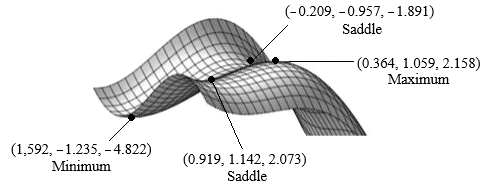 (−0.209, −0.957, −1.891)
Saddle
(0.364, 1.059, 2.158)
Maximum
(1,592, −1.235, −4.822)
Minimum
(0.919, 1.142, 2.073)
Saddle